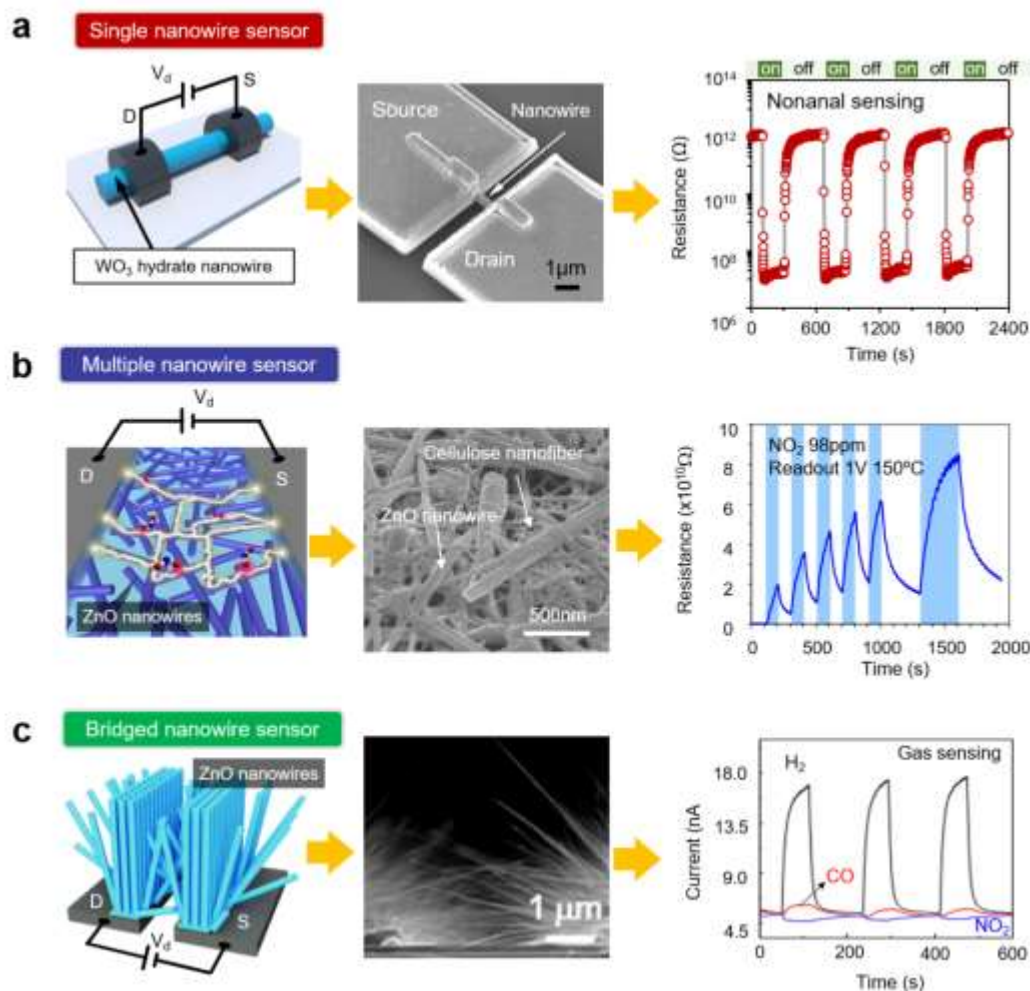 a
Single nanowire sensor
V_d
D
S
WO₃ hydrate nanowire
Source
Nanowire
Drain
1μm
on off on off on off on off
Nonanal sensing
Resistance (Ω)
10¹⁴
10¹²
10¹⁰
10⁸
10⁶
0 600 1200 1800 2400
Time (s)
b
Multiple nanowire sensor
V_d
D
S
ZnO nanowires
Cellulose nanofiber
ZnO nanowire
500nm
NO₂ 98ppm
Readout 1V 150ºC
Resistance (x10¹⁰Ω)
10
8
6
4
2
0
0 500 1000 1500 2000
Time (s)
c
Bridged nanowire sensor
ZnO nanowires
D
S
V_d
1 μm
Gas sensing
H₂
CO
NO₂
Current (nA
18.0
13.5
9.0
4.5
0 200 400 600
Time (s)